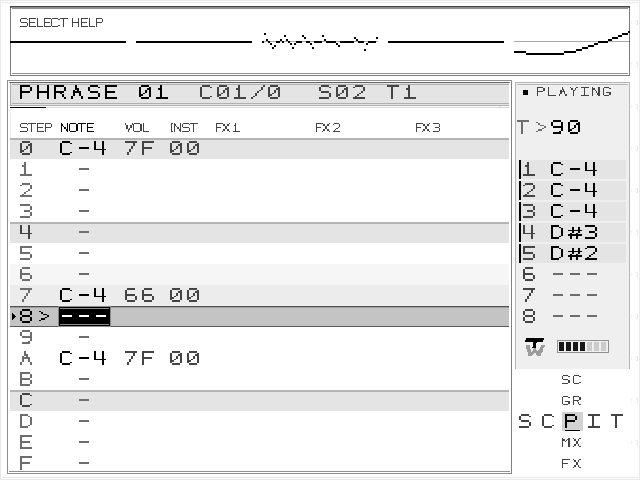 SELECT HELP
PHRASE 01 C01/0 S02 T1
STEP NOTE VOL INST FX1 FX2 FX3
0 C-4 7F 00
1 -
2 -
3 -
4 -
5 -
6 -
7 C-4 66 00
8> ---
9 -
A C-4 7F 00
B -
C -
D -
E -
F -
PLAYING
T>90
1 C-4
2 C-4
3 C-4
4 D#3
5 D#2
6 ---
7 ---
8 ---
TW
SC
GR
SCPIT
MX
FX